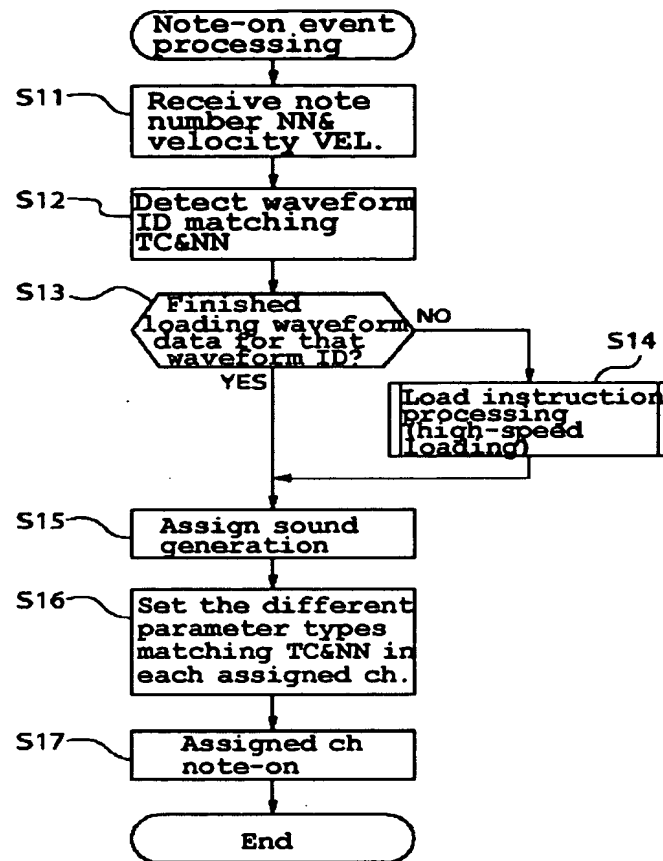 Note-on event
processing
S11
Receive note
number NN&
velocity VEL.
S12
Detect waveform
ID matching
TC&NN
S13
Finished
loading waveform
data for that
waveform ID?
NO
YES
S14
Load instruction
processing
(high-speed
loading)
S15
Assign sound
generation
S16
Set the different
parameter types
matching TC&NN in
each assigned ch.
S17
Assigned ch
note-on
End